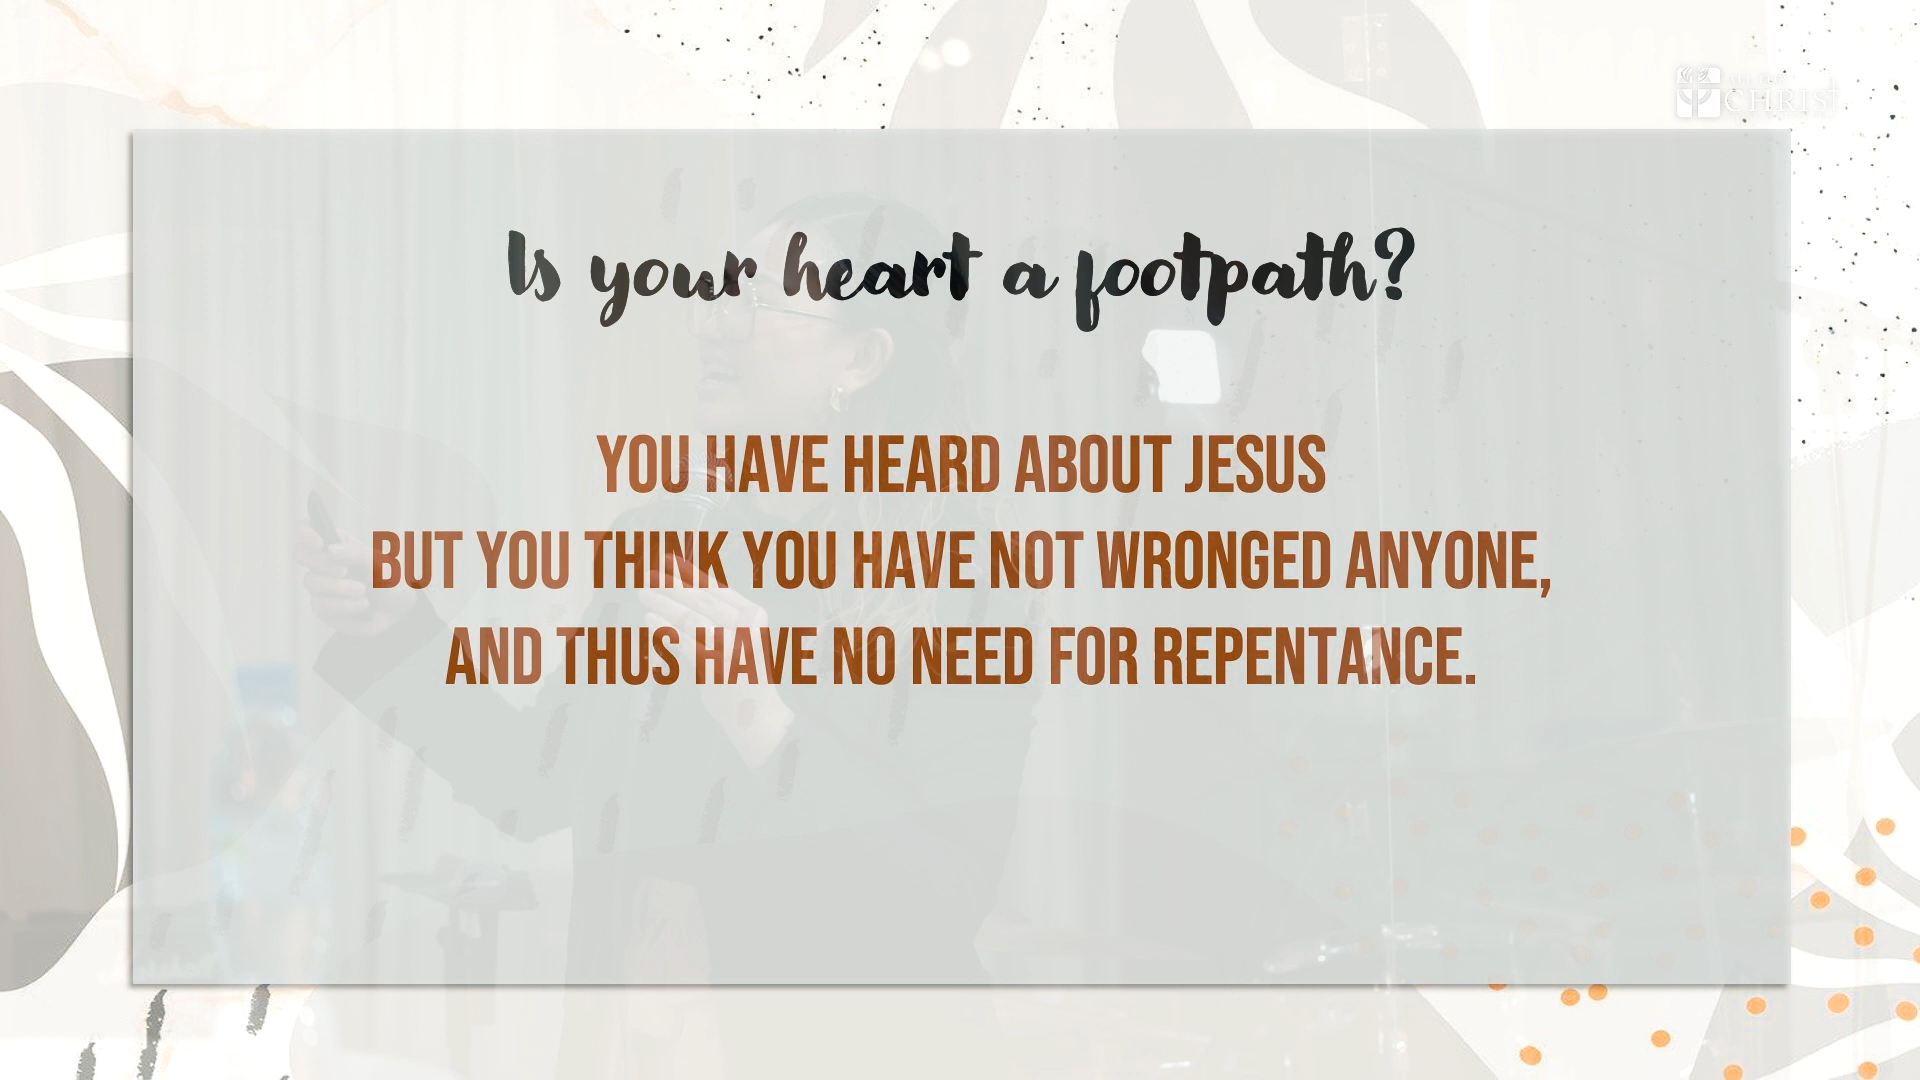 CHRIST
Is your heart a footpath?
YOU HAVE HEARD ABOUT JESUS
BUT YOU THINK YOU HAVE NOT WRONGED ANYONE,
AND THUS HAVE NO NEED FOR REPENTANCE.